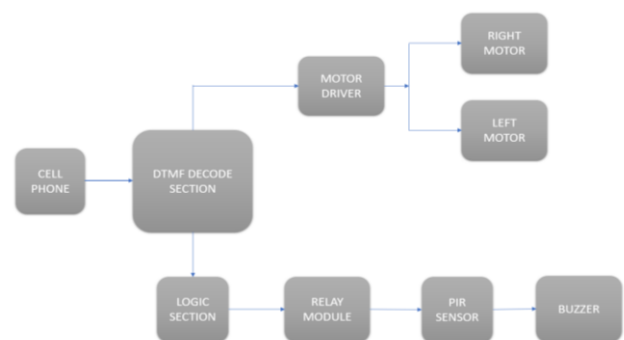 RIGHT
MOTOR
MOTOR
DRIVER
LEFT
MOTOR
CELL
PHONE
DTMF DECODE
SECTION
LOGIC
SECTION
RELAY
MODULE
PIR
SENSOR
BUZZER